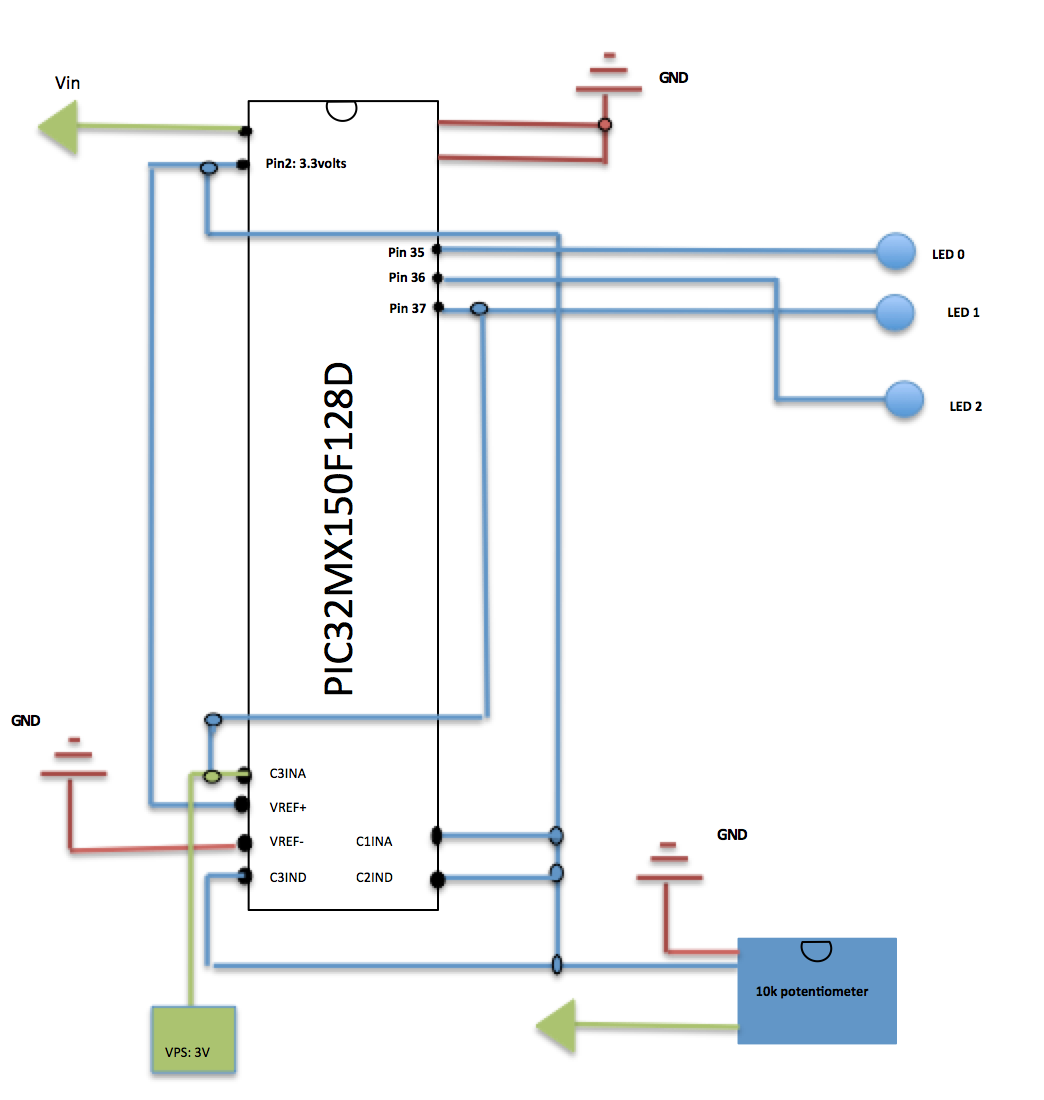 Vin
GND
Pin2: 3.3volts
Pin 35
LED 0
Pin 36
Pin 37
LED 1
LED 2
PIC32MX150F128D
GND
C3INA
VREF+
GND
VREF-
C1INA
C3IND
C2IND
10k potentiometer
VPS: 3V